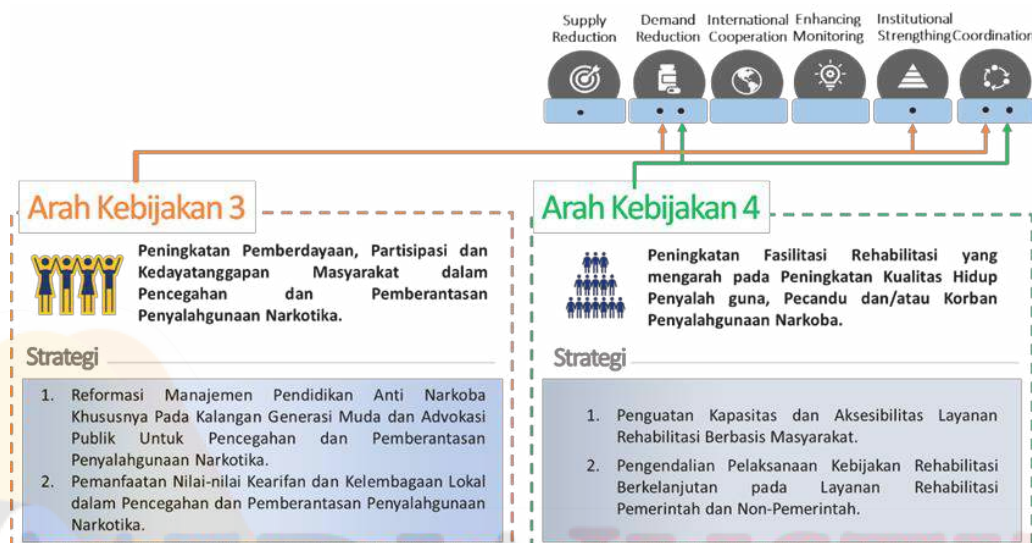 Supply Reduction
Demand Reduction
International Cooperation
Enhancing Monitoring
Institutional Strengthing
Coordination
Arah Kebijakan 3
Peningkatan Pemberdayaan, Partisipasi dan
Kedayatanggapan Masyarakat dalam
Pencegahan dan Pemberantasan
Penyalahgunaan Narkotika.
Strategi
1. Reformasi Manajemen Pendidikan Anti Narkoba
Khususnya Pada Kalangan Generasi Muda dan Advokasi
Publik Untuk Pencegahan dan Pemberantasan
Penyalahgunaan Narkotika.
2. Pemanfaatan Nilai-nilai Kearifan dan Kelembagaan Lokal
dalam Pencegahan dan Pemberantasan Penyalahgunaan
Narkotika.
Arah Kebijakan 4
Peningkatan Fasilitasi Rehabilitasi yang
mengarah pada Peningkatan Kualitas Hidup
Penyalah guna, Pecandu dan/atau Korban
Penyalahgunaan Narkoba.
Strategi
1. Penguatan Kapasitas dan Aksesibilitas Layanan
Rehabilitasi Berbasis Masyarakat.
2. Pengendalian Pelaksanaan Kebijakan Rehabilitasi
Berkelanjutan pada Layanan Rehabilitasi
Pemerintah dan Non-Pemerintah.